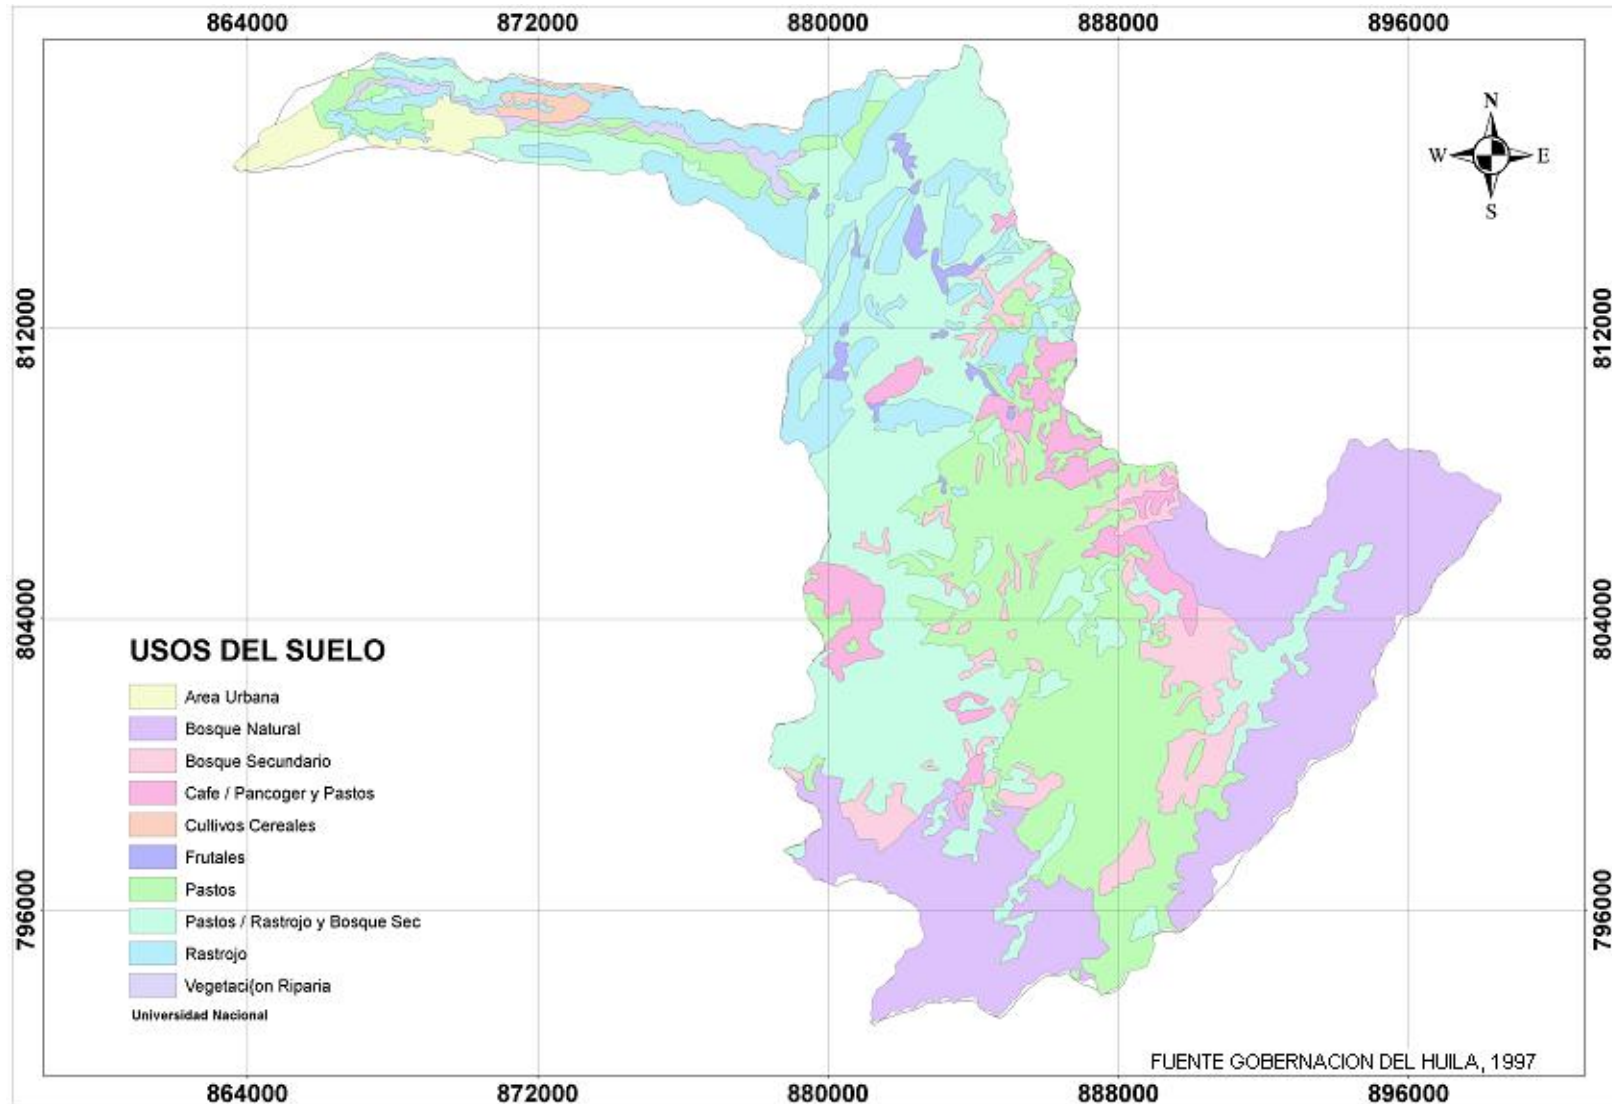 864000 872000 880000 888000 896000
N
W E
S
812000 812000
804000 804000
USOS DEL SUELO
Area Urbana
Bosque Natural
Bosque Secundario
Cafe / Pancoger y Pastos
Cultivos Cereales
Frutales
Pastos
796000 796000
Pastos / Rastrojo y Bosque Sec
Rastrojo
Vegetaci(on Riparia
Universidad Nacional
FUENTE GOBERNACION DEL HUILA, 1997
864000 872000 880000 888000 896000